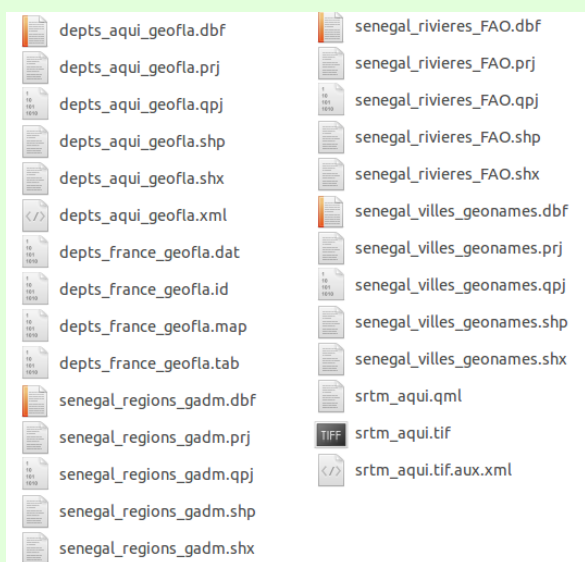 depts_aqui_geofla.dbf
depts_aqui_geofla.prj
depts_aqui_geofla.qpj
depts_aqui_geofla.shp
depts_aqui_geofla.shx
depts_aqui_geofla.xml
depts_france_geofla.dat
depts_france_geofla.id
depts_france_geofla.map
depts_france_geofla.tab
senegal_regions_gadm.dbf
senegal_regions_gadm.prj
senegal_regions_gadm.qpj
senegal_regions_gadm.shp
senegal_regions_gadm.shx
senegal_rivieres_FAO.dbf
senegal_rivieres_FAO.prj
senegal_rivieres_FAO.qpj
senegal_rivieres_FAO.shp
senegal_rivieres_FAO.shx
senegal_villes_geonames.dbf
senegal_villes_geonames.prj
senegal_villes_geonames.qpj
senegal_villes_geonames.shp
senegal_villes_geonames.shx
srtm_aqui.qml
TIFF srtm_aqui.tif
srtm_aqui.tif.aux.xml